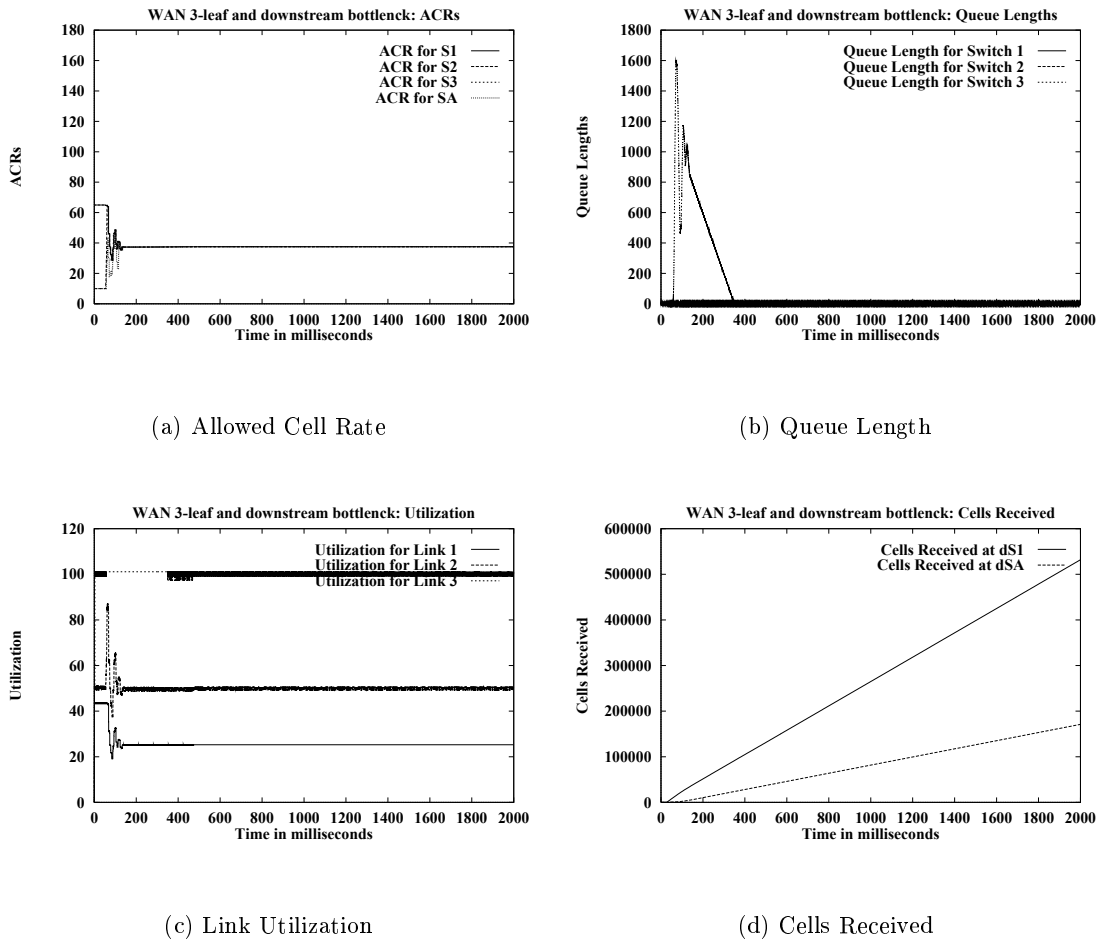 WAN 3-leaf and downstream bottlenck: ACRs
180
160
140
120
100
80
60
40
20
0
ACRs
ACR for S1
ACR for S2
ACR for S3
ACR for SA
0 200 400 600 800 1000 1200 1400 1600 1800 2000
Time in milliseconds
(a) Allowed Cell Rate
WAN 3-leaf and downstream bottlenck: Queue Lengths
1800
1600
1400
1200
1000
800
600
400
200
0
Queue Lengths
Queue Length for Switch 1
Queue Length for Switch 2
Queue Length for Switch 3
0 200 400 600 800 1000 1200 1400 1600 1800 2000
Time in milliseconds
(b) Queue Length
WAN 3-leaf and downstream bottlenck: Utilization
120
100
80
60
40
20
0
Utilization
Utilization for Link 1
Utilization for Link 2
Utilization for Link 3
0 200 400 600 800 1000 1200 1400 1600 1800 2000
Time in milliseconds
(c) Link Utilization
WAN 3-leaf and downstream bottlenck: Cells Received
600000
500000
400000
300000
200000
100000
0
Cells Received
Cells Received at dS1
Cells Received at dSA
0 200 400 600 800 1000 1200 1400 1600 1800 2000
Time in milliseconds
(d) Cells Received